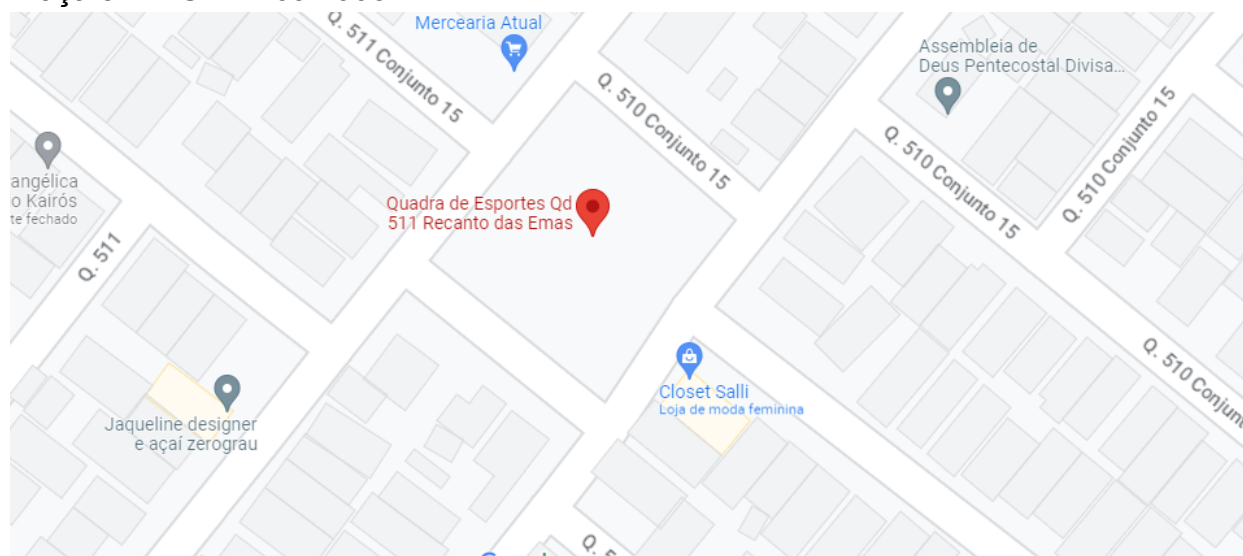 Q. 511 Conjunto 15
Mercearia Atual
Q. 510 Conjunto 15
Assembleia de
Deus Pentecostal Divisa...
Q. 510 Conjunto 15
Q. 510 Conjunto 15
angélica
o Kairós
te fechado
Quadra de Esportes Qd
511 Recanto das Emas
Q. 511
Closet Salli
Loja de moda feminina
Q. 510 Conjun
Jaqueline designer
e açaí zerograu